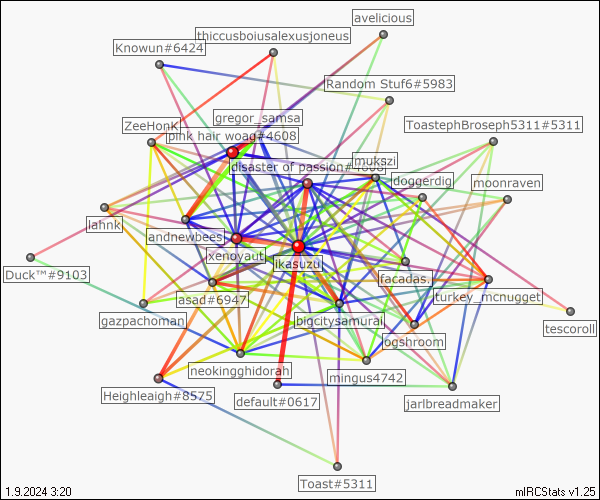 avelicious
thiccusboiusalexusjoneus
Knowun#6424
Random Stuf6#5983
gregor_samsa
ZeeHonK
pink hair woag#4608
ToastephBroseph5311#5311
mukszi
disaster of passion#
doggerdig
moonraven
lahnk
andnewbees
xenoyaut
ikasuzu
Duck™#9103
facadas.
asad#6947
turkey_mcnugget
gazpachoman
bigcitysamurai
tescoroll
ogshroom
neokingghidorah
mingus4742
Heighleaigh#8575
default#0617
jarlbreadmaker
Toast#5311
1.9.2024 3:20
mIRCStats v1.25